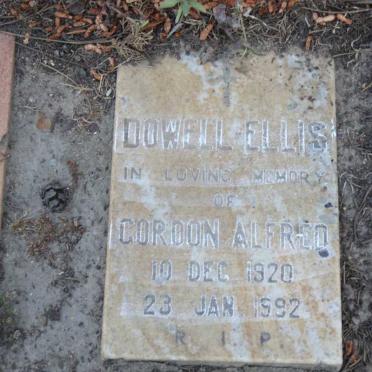 DOWELL ELLIS
IN LOVING MEMORY
OF
GORDON ALFRED
10 DEC 1920
23 JAN 1992
R I P